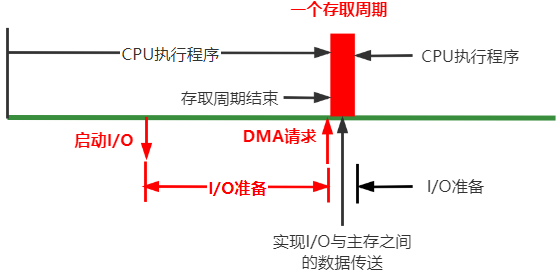 一个存取周期
CPU执行程序
CPU执行程序
存取周期结束
启动I/O
DMA请求
I/O准备
I/O准备
实现I/O与主存之间
的数据传送